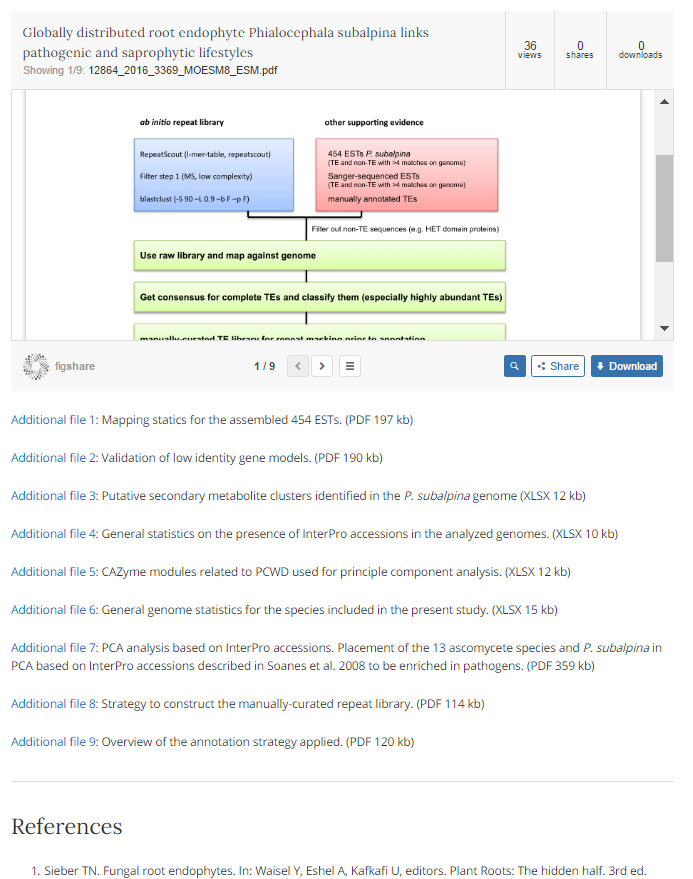 Globally distributed root endophyte Phialocephala subalpina links
pathogenic and saprophytic lifestyles
Showing 1/9: 12864_2016_3369_MOESM8_ESM.pdf
36
views
0
shares
0
downloads
ab initio repeat library
other supporting evidence
RepeatScout (l-mer-table, repeatscout)
Filter step 1 (MS, low complexity)
blastclust (-S 90 –L 0.9 –b F –p F)
454 ESTs P. subalpina
(TE and non-TE with >4 matches on genome)
Sanger-sequenced ESTs
(TE and non-TE with >4 matches on genome)
manually annotated TEs
Filter out non-TE sequences (e.g. HET domain proteins)
Use raw library and map against genome
Get consensus for complete TEs and classify them (especially highly abundant TEs)
manually-curated TE library for repeat masking prior to annotation
figshare
1 / 9
Share
Download
Additional file 1: Mapping statics for the assembled 454 ESTs. (PDF 197 kb)
Additional file 2: Validation of low identity gene models. (PDF 190 kb)
Additional file 3: Putative secondary metabolite clusters identified in the P. subalpina genome (XLSX 12 kb)
Additional file 4: General statistics on the presence of InterPro accessions in the analyzed genomes. (XLSX 10 kb)
Additional file 5: CAZyme modules related to PCWD used for principle component analysis. (XLSX 12 kb)
Additional file 6: General genome statistics for the species included in the present study. (XLSX 15 kb)
Additional file 7: PCA analysis based on InterPro accessions. Placement of the 13 ascomycete species and P. subalpina in
PCA based on InterPro accessions described in Soanes et al. 2008 to be enriched in pathogens. (PDF 359 kb)
Additional file 8: Strategy to construct the manually-curated repeat library. (PDF 114 kb)
Additional file 9: Overview of the annotation strategy applied. (PDF 120 kb)
References
1. Sieber TN. Fungal root endophytes. In: Waisel Y, Eshel A, Kafkafi U, editors. Plant Roots: The hidden half. 3rd ed.